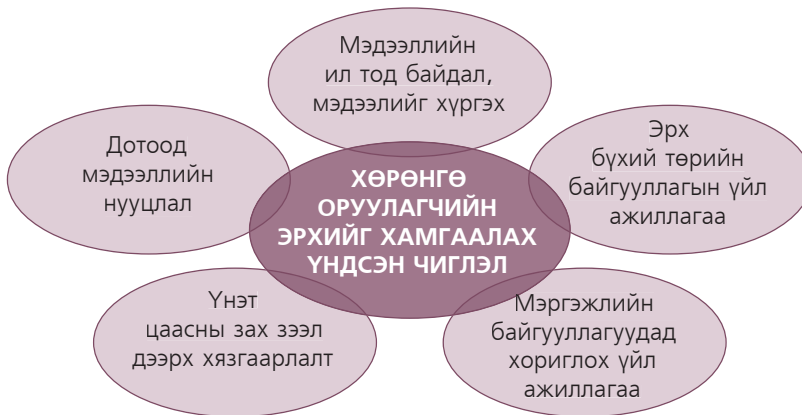 Мэдээллийн
ил тод байдал,
мэдээлийг хүргэх
Дотоод
мэдээллийн
нууцлал
Эрх
бүхий төрийн
байгууллагын үйл
ажиллагаа
ХӨРӨНГӨ
ОРУУЛАГЧИЙН
ЭРХИЙГ ХАМГААЛАХ
ҮНДСЭН ЧИГЛЭЛ
Үнэт
цаасны зах зээл
дээрх хязгаарлалт
Мэргэжлийн
байгууллагуудад
хориглох үйл
ажиллагаа